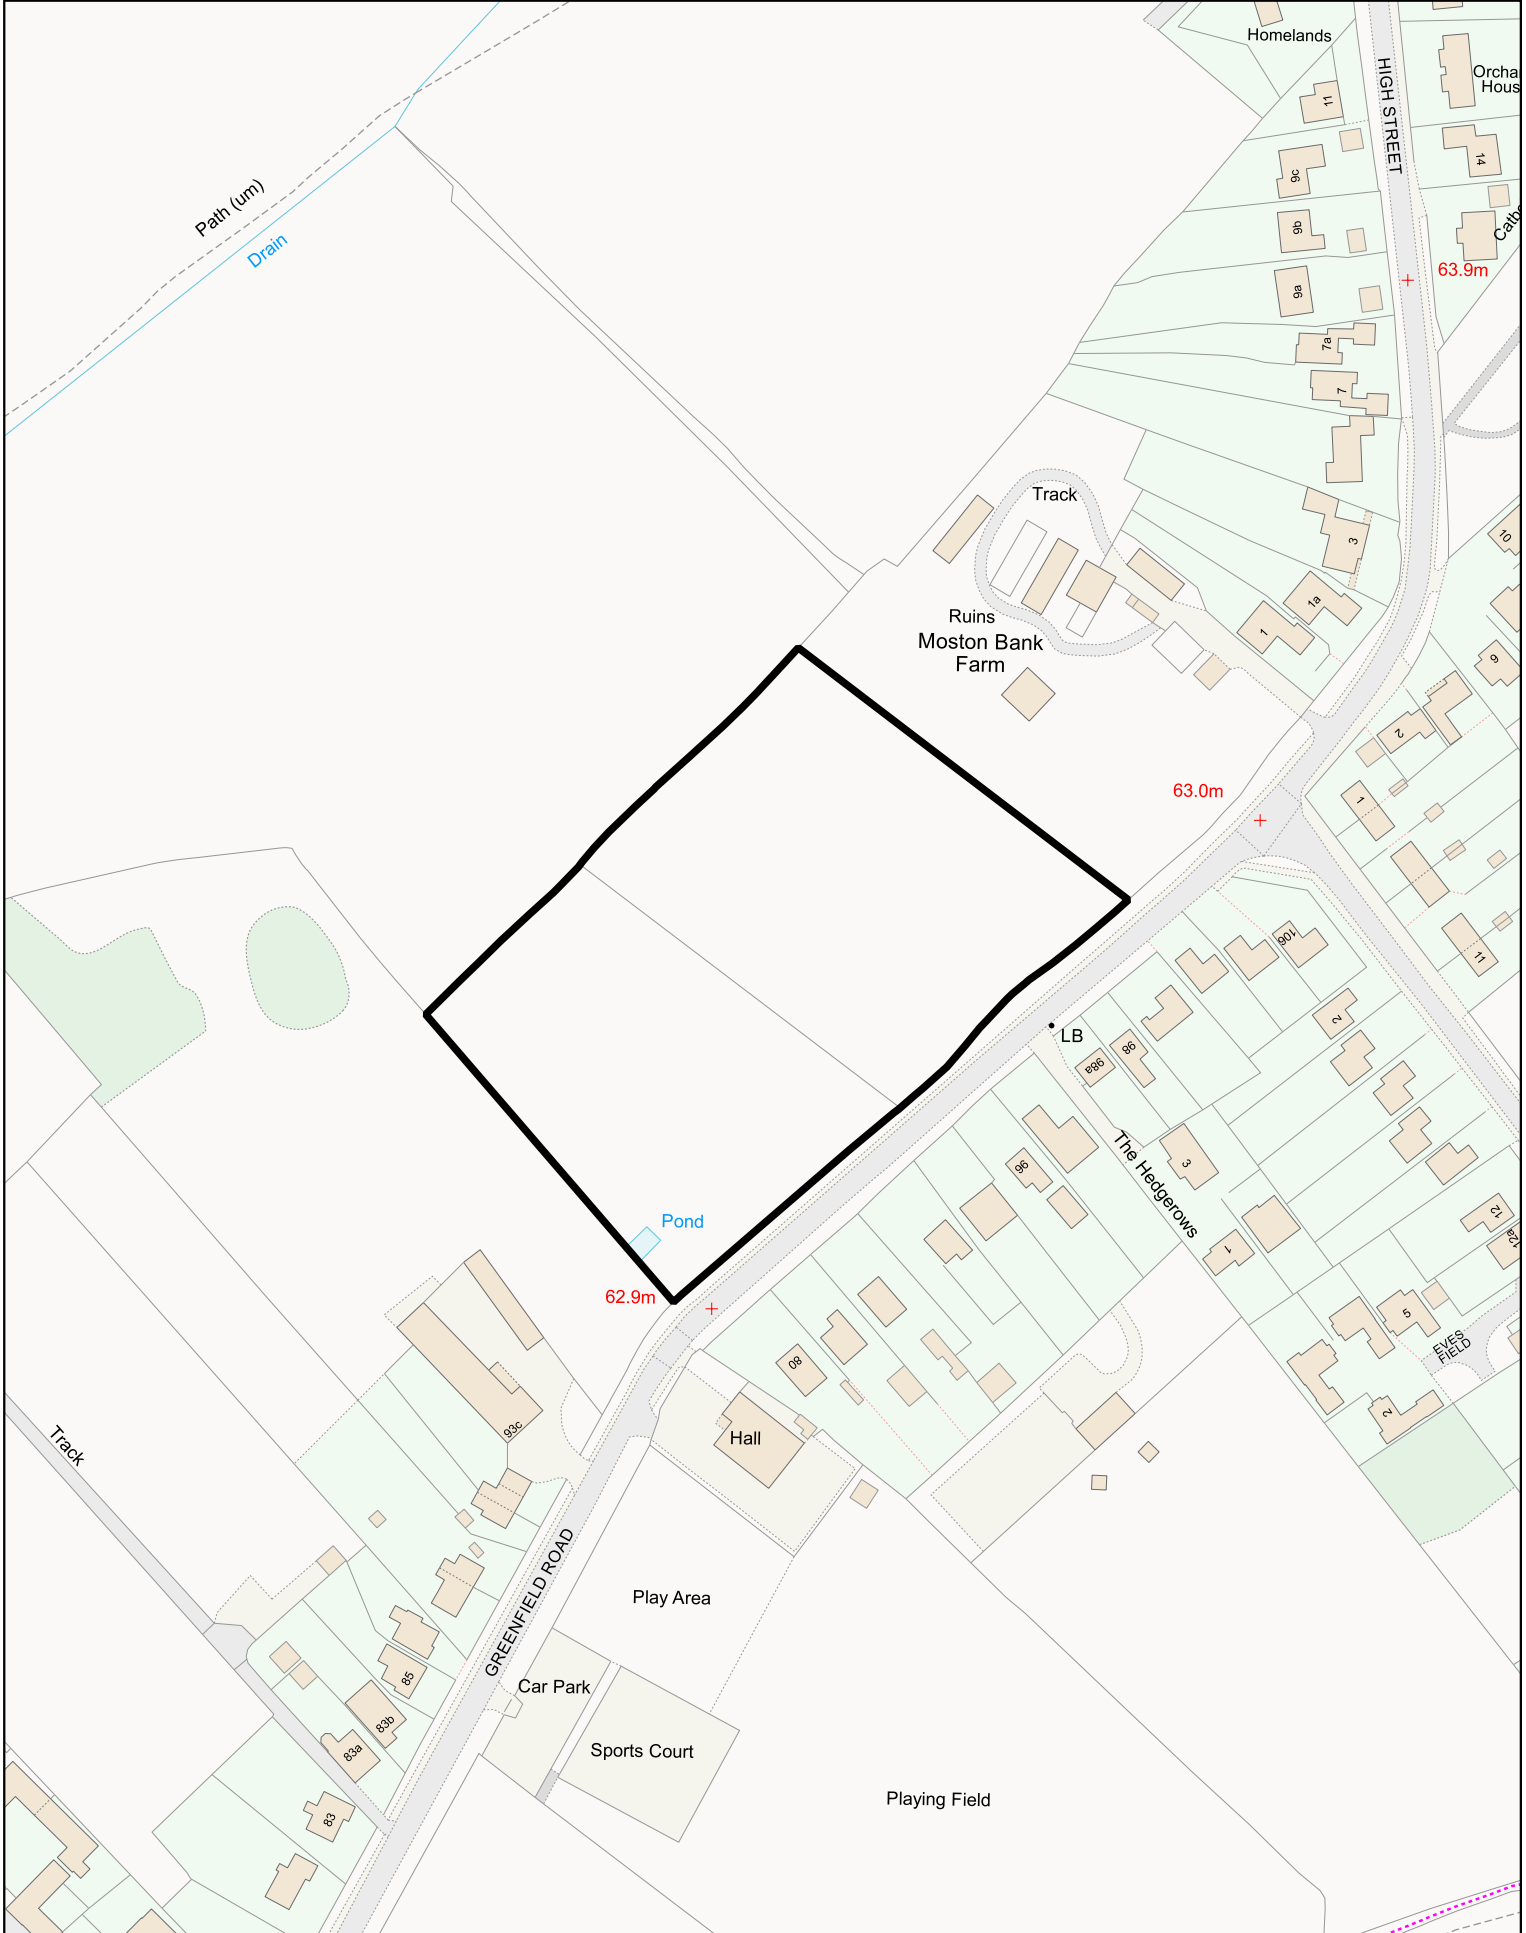 Homelands
HIGH STREET
Orcha
Hous
11
14
9c
9b
9a
63.9m
Path (um)
Drain
7a
7
Track
3
10
1a
1
Ruins
Moston Bank
Farm
9
2
63.0m
1
106
11
2
LB
98
98a
The Hedgerows
3
96
12
12a
1
Pond
62.9m
5
EVES
FIELD
80
2
Hall
93c
Track
GREENFIELD ROAD
Play Area
85
Car Park
83b
83a
Sports Court
83
Playing Field